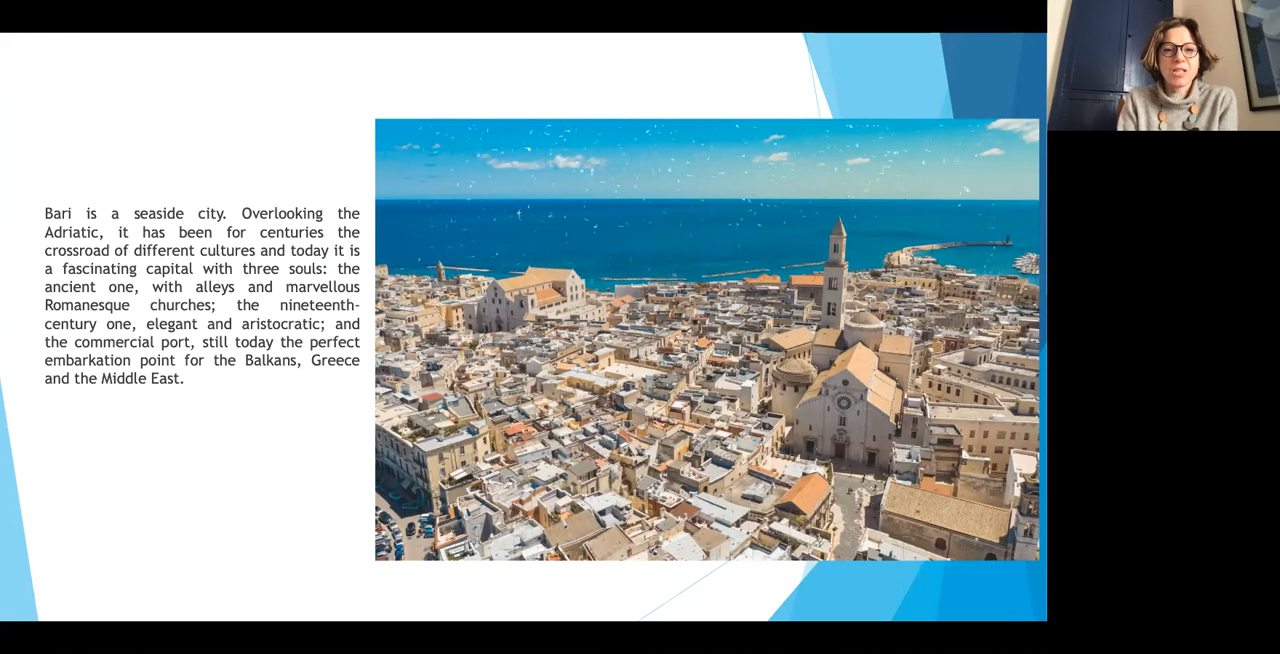 Bari is a seaside city. Overlooking the
Adriatic, it has been for centuries the
crossroad of different cultures and today it is
a fascinating capital with three souls: the
ancient one, with alleys and marvellous
Romanesque churches; the nineteenth-
century one, elegant and aristocratic; and
the commercial port, still today the perfect
embarkation point for the Balkans, Greece
and the Middle East.